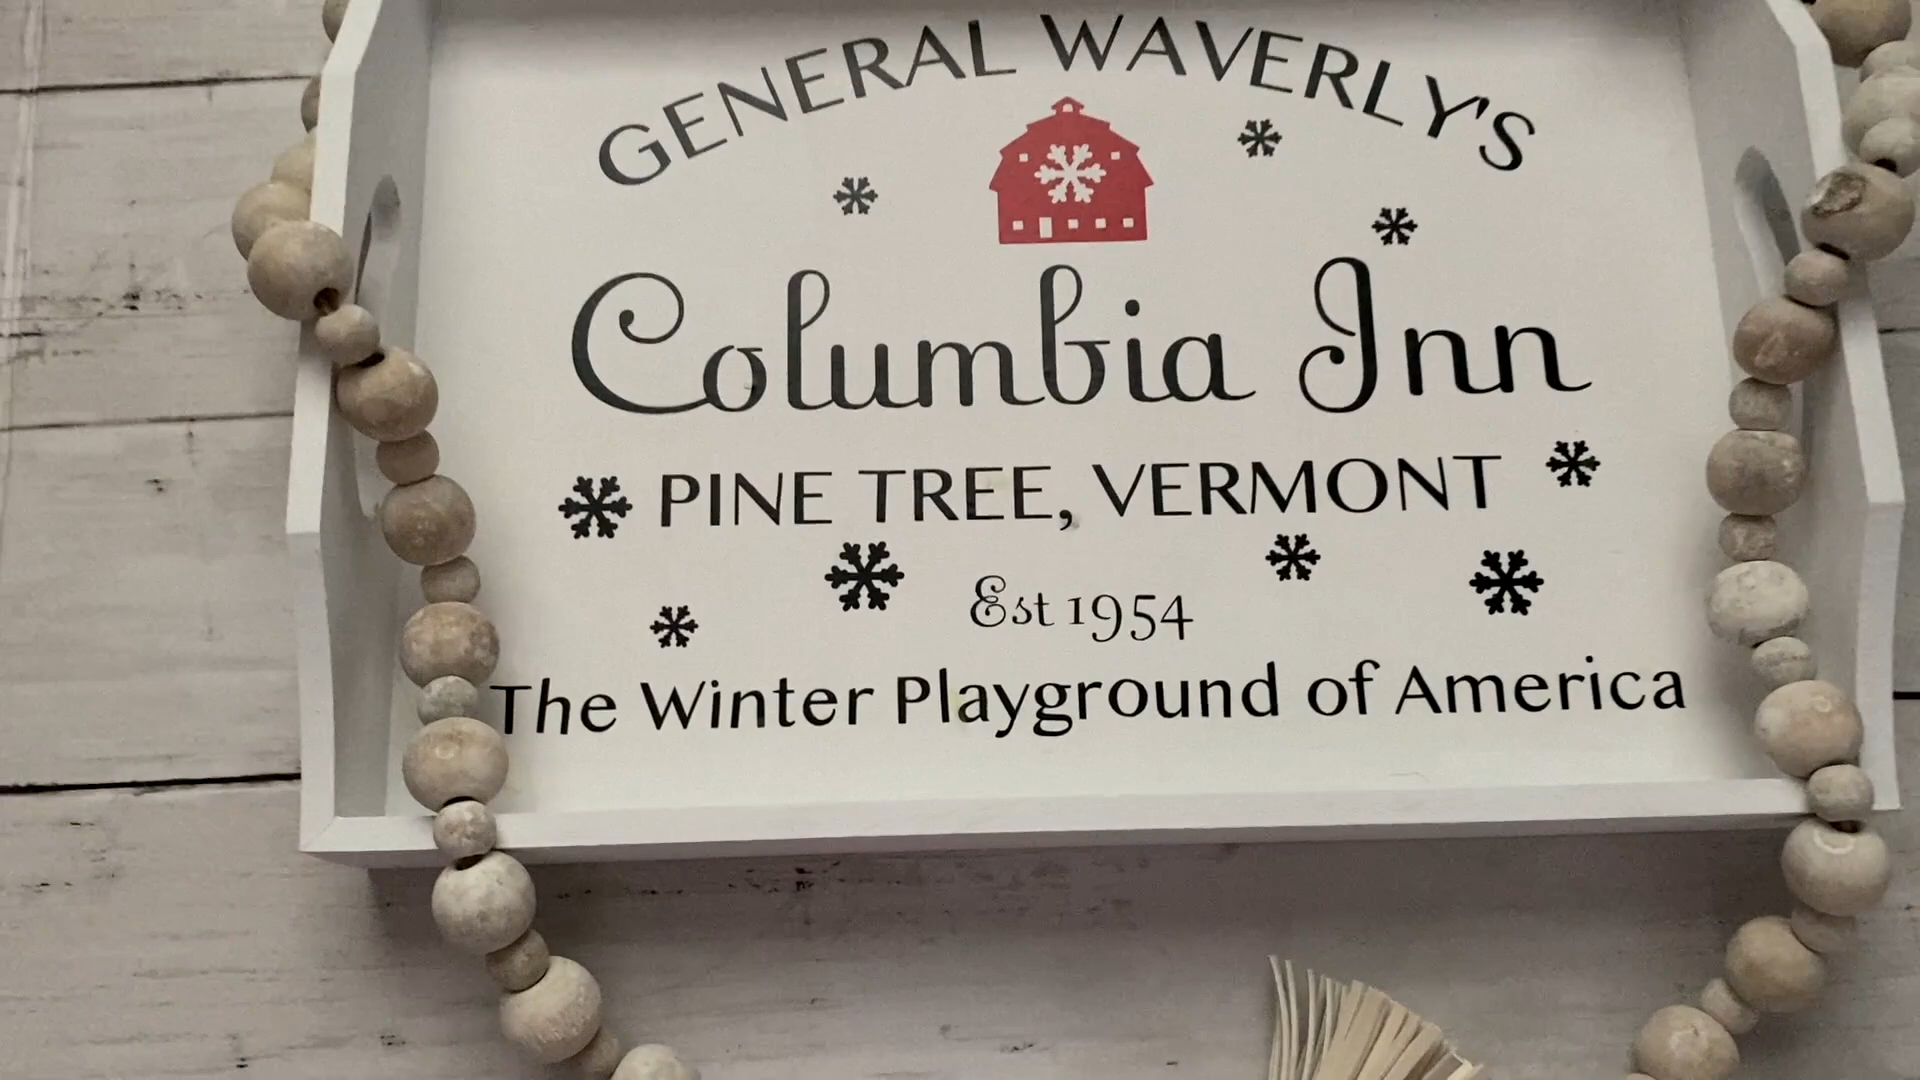 GENERAL WAVERLY'S
Columbia Inn
PINE TREE, VERMONT
Est 1954
The Winter Playground of America